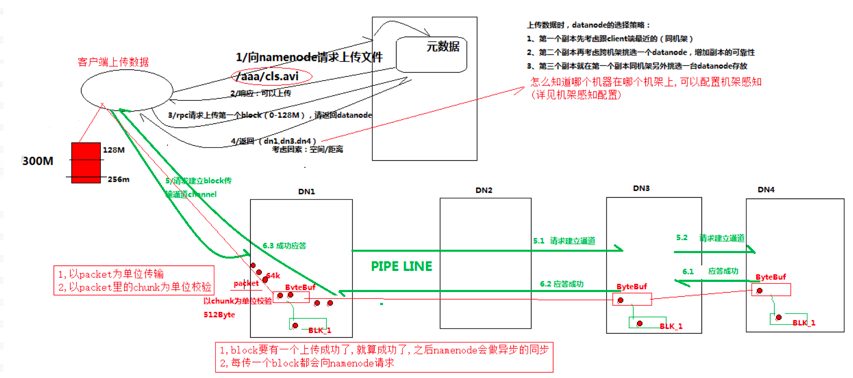 上传数据时，datanode的选择策略：
1、第一个副本先考虑跟client端最近的（同机架）
2、第二个副本再考虑跨机架挑选一个datanode，增加副本的可靠性
3、第三个副本就在第一个副本同机架另外挑选一台datanode存放
怎么知道哪个机器在哪个机架上,可以配置机架感知
(详见机架感知配置)
客户端上传数据
1/向namenode请求上传文件
/aaa/cls.avi
元数据
2/响应：可以上传
3/rpc请求上传第一个block（0-128M），请返回datanode
4/返回（dn1,dn3,dn4）
考虑因素：空间/距离
300M
128M
256m
5/请求建立block传
输通道channel
DN1
DN2
DN3
DN4
6.3 成功应答
5.1 请求建立通道
5.2 请求建立通道
PIPE LINE
6.1 应答成功
6.2 应答成功
64k
packet
ByteBuf
ByteBuf
ByteBuf
以chunk为单位校验
512Byte
BLK_1
BLK_1
BLK_1
1,以packet为单位传输
2,以packet里的chunk为单位校验
1,block要有一个上传成功了,就算成功了,之后namenode会做异步的同步
2,每传一个block都会向namenode请求